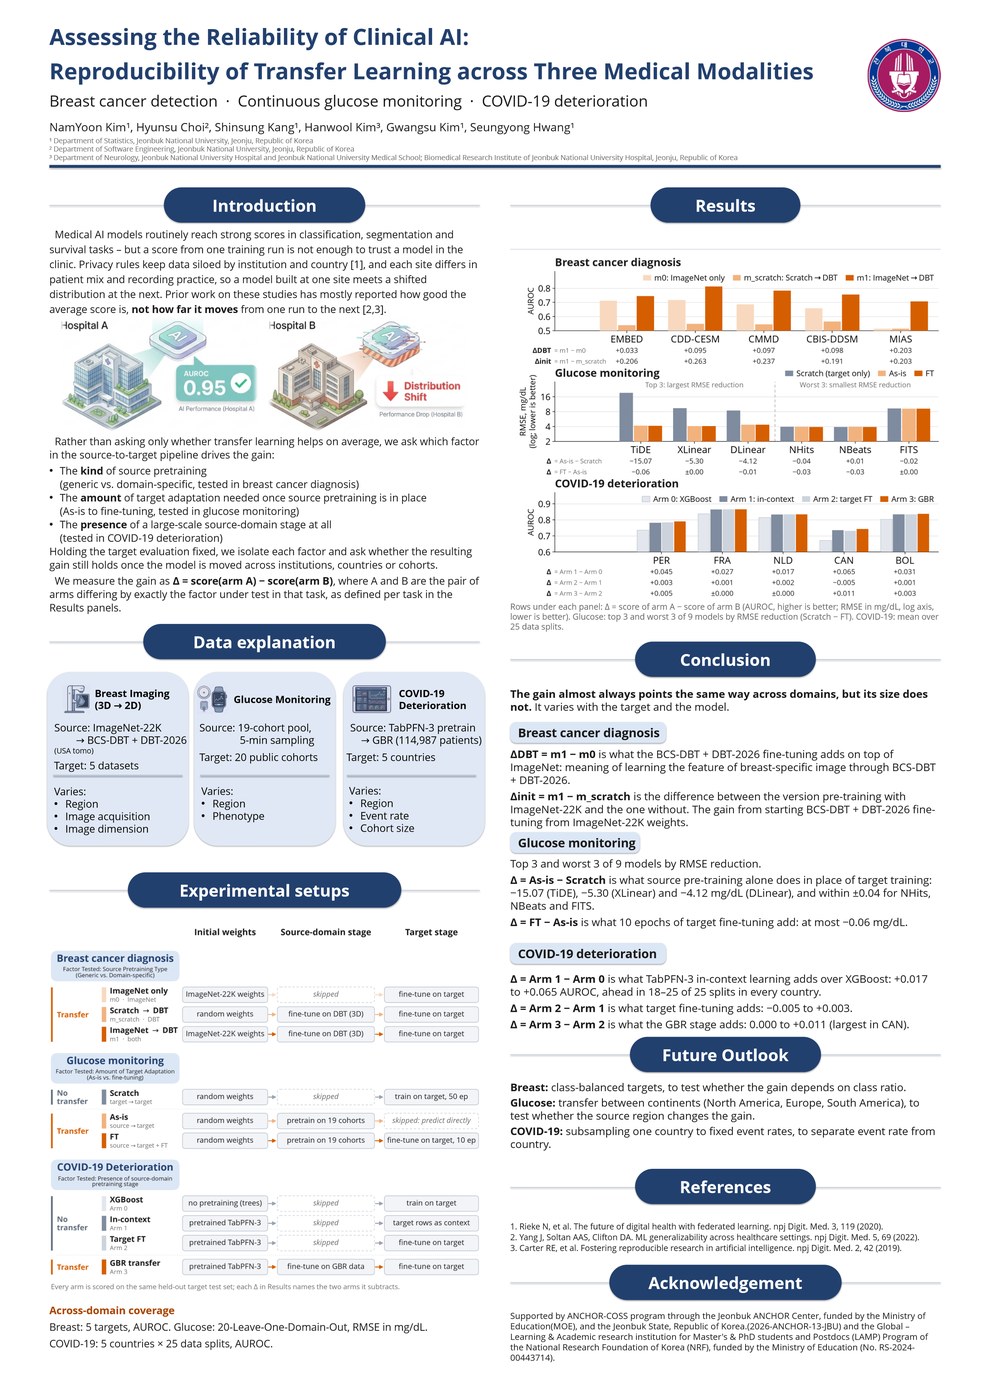 Assessing the Reliability of Clinical AI:
Reproducibility of Transfer Learning across Three Medical Modalities
Breast cancer detection · Continuous glucose monitoring · COVID-19 deterioration
NamYoon Kim¹, Hyunsu Choi², Shinsung Kang¹, Hanwool Kim³, Gwangsu Kim¹, Seungyong Hwang¹
¹ Department of Statistics, Jeonbuk National University, Jeonju, Republic of Korea
² Department of Software Engineering, Jeonbuk National University, Jeonju, Republic of Korea
³ Department of Neurology, Jeonbuk National University Hospital and Jeonbuk National University Medical School; Biomedical Research Institute of Jeonbuk National University Hospital, Jeonju, Republic of Korea
Introduction
Medical AI models routinely reach strong scores in classification, segmentation and
survival tasks – but a score from one training run is not enough to trust a model in the
clinic. Privacy rules keep data siloed by institution and country [1], and each site differs in
patient mix and recording practice, so a model built at one site meets a shifted
distribution at the next. Prior work on these studies has mostly reported how good the
average score is, not how far it moves from one run to the next [2,3].
Hospital A
Hospital B
AI
AI
AUROC
0.95
AI Performance (Hospital A)
Distribution
Shift
Performance Drop (Hospital B)
Rather than asking only whether transfer learning helps on average, we ask which factor
in the source-to-target pipeline drives the gain:
• The kind of source pretraining
(generic vs. domain-specific, tested in breast cancer diagnosis)
• The amount of target adaptation needed once source pretraining is in place
(As-is to fine-tuning, tested in glucose monitoring)
• The presence of a large-scale source-domain stage at all
(tested in COVID-19 deterioration)
Holding the target evaluation fixed, we isolate each factor and ask whether the resulting
gain still holds once the model is moved across institutions, countries or cohorts.
We measure the gain as Δ = score(arm A) − score(arm B), where A and B are the pair of
arms differing by exactly the factor under test in that task, as defined per task in the
Results panels.
Data explanation
Breast Imaging
(3D → 2D)
Source: ImageNet-22K
→ BCS-DBT + DBT-2026
(USA tomo)
Target: 5 datasets
Varies:
• Region
• Image acquisition
• Image dimension
Glucose Monitoring
Source: 19-cohort pool,
5-min sampling
Target: 20 public cohorts
Varies:
• Region
• Phenotype
COVID-19
Deterioration
Source: TabPFN-3 pretrain
→ GBR (114,987 patients)
Target: 5 countries
Varies:
• Region
• Event rate
• Cohort size
Experimental setups
Initial weights Source-domain stage Target stage
Breast cancer diagnosis
Factor Tested: Source Pretraining Type
(Generic vs. Domain-specific)
Transfer
ImageNet only
m0 · ImageNet
ImageNet-22K weights skipped fine-tune on target
Scratch → DBT
m_scratch · DBT
random weights fine-tune on DBT (3D) fine-tune on target
ImageNet → DBT
m1 · both
ImageNet-22K weights fine-tune on DBT (3D) fine-tune on target
Glucose monitoring
Factor Tested: Amount of Target Adaptation
(As-is vs. fine-tuning)
No
transfer
Scratch
target → target
random weights skipped train on target, 50 ep
Transfer
As-is
source → target
random weights pretrain on 19 cohorts skipped: predict directly
FT
source → target + FT
random weights pretrain on 19 cohorts fine-tune on target, 10 ep
COVID-19 Deterioration
Factor Tested: Presence of source-domain
pretraining stage
No
transfer
XGBoost
Arm 0
no pretraining (trees) skipped train on target
In-context
Arm 1
pretrained TabPFN-3 skipped target rows as context
Target FT
Arm 2
pretrained TabPFN-3 skipped fine-tune on target
Transfer
GBR transfer
Arm 3
pretrained TabPFN-3 fine-tune on GBR data fine-tune on target
Every arm is scored on the same held-out target test set; each Δ in Results names the two arms it subtracts.
Across-domain coverage
Breast: 5 targets, AUROC. Glucose: 20-Leave-One-Domain-Out, RMSE in mg/dL.
COVID-19: 5 countries × 25 data splits, AUROC.
Results
Breast cancer diagnosis
m0: ImageNet only m_scratch: Scratch → DBT m1: ImageNet → DBT
AUROC
0.8
0.7
0.6
0.5
EMBED CDD-CESM CMMD CBIS-DDSM MIAS
ΔDBT = m1 − m0 +0.033 +0.095 +0.097 +0.098 +0.203
Δinit = m1 − m_scratch +0.206 +0.263 +0.237 +0.191 +0.203
Glucose monitoring
Scratch (target only) As-is FT
Top 3: largest RMSE reduction
Worst 3: smallest RMSE reduction
RMSE, mg/dL
(log; lower is better)
16
8
4
2
TiDE XLinear DLinear NHits NBeats FITS
Δ = As-is − Scratch −15.07 −5.30 −4.12 −0.04 +0.01 −0.02
Δ = FT − As-is −0.06 ±0.00 −0.01 −0.03 −0.03 ±0.00
COVID-19 deterioration
Arm 0: XGBoost Arm 1: in-context Arm 2: target FT Arm 3: GBR
AUROC
0.9
0.8
0.7
0.6
PER FRA NLD CAN BOL
Δ = Arm 1 − Arm 0 +0.045 +0.027 +0.017 +0.065 +0.031
Δ = Arm 2 − Arm 1 +0.003 +0.001 +0.002 −0.005 +0.001
Δ = Arm 3 − Arm 2 +0.005 ±0.000 ±0.000 +0.011 +0.003
Rows under each panel: Δ = score of arm A − score of arm B (AUROC, higher is better; RMSE in mg/dL, log axis,
lower is better). Glucose: top 3 and worst 3 of 9 models by RMSE reduction (Scratch − FT). COVID-19: mean over
25 data splits.
Conclusion
The gain almost always points the same way across domains, but its size does
not. It varies with the target and the model.
Breast cancer diagnosis
ΔDBT = m1 − m0 is what the BCS-DBT + DBT-2026 fine-tuning adds on top of
ImageNet: meaning of learning the feature of breast-specific image through BCS-DBT
+ DBT-2026.
Δinit = m1 − m_scratch is the difference between the version pre-training with
ImageNet-22K and the one without. The gain from starting BCS-DBT + DBT-2026 fine-
tuning from ImageNet-22K weights.
Glucose monitoring
Top 3 and worst 3 of 9 models by RMSE reduction.
Δ = As-is − Scratch is what source pre-training alone does in place of target training:
−15.07 (TiDE), −5.30 (XLinear) and −4.12 mg/dL (DLinear), and within ±0.04 for NHits,
NBeats and FITS.
Δ = FT − As-is is what 10 epochs of target fine-tuning add: at most −0.06 mg/dL.
COVID-19 deterioration
Δ = Arm 1 − Arm 0 is what TabPFN-3 in-context learning adds over XGBoost: +0.017
to +0.065 AUROC, ahead in 18–25 of 25 splits in every country.
Δ = Arm 2 − Arm 1 is what target fine-tuning adds: −0.005 to +0.003.
Δ = Arm 3 − Arm 2 is what the GBR stage adds: 0.000 to +0.011 (largest in CAN).
Future Outlook
Breast: class-balanced targets, to test whether the gain depends on class ratio.
Glucose: transfer between continents (North America, Europe, South America), to
test whether the source region changes the gain.
COVID-19: subsampling one country to fixed event rates, to separate event rate from
country.
References
1. Rieke N, et al. The future of digital health with federated learning. npj Digit. Med. 3, 119 (2020).
2. Yang J, Soltan AAS, Clifton DA. ML generalizability across healthcare settings. npj Digit. Med. 5, 69 (2022).
3. Carter RE, et al. Fostering reproducible research in artificial intelligence. npj Digit. Med. 2, 42 (2019).
Acknowledgement
Supported by ANCHOR-COSS program through the Jeonbuk ANCHOR Center, funded by the Ministry of
Education(MOE), and the Jeonbuk State, Republic of Korea.(2026-ANCHOR-13-JBU) and the Global –
Learning & Academic research institution for Master's & PhD students and Postdocs (LAMP) Program of
the National Research Foundation of Korea (NRF), funded by the Ministry of Education (No. RS-2024-
00443714).